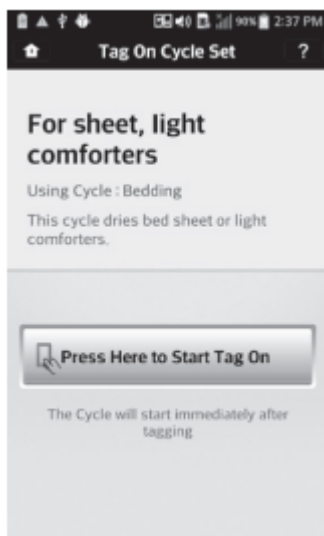 90% 2:37 PM
Tag On Cycle Set ?
For sheet, light
comforters
Using Cycle : Bedding
This cycle dries bed sheet or light
comforters.
Press Here to Start Tag On
The Cycle will start immediately after
tagging